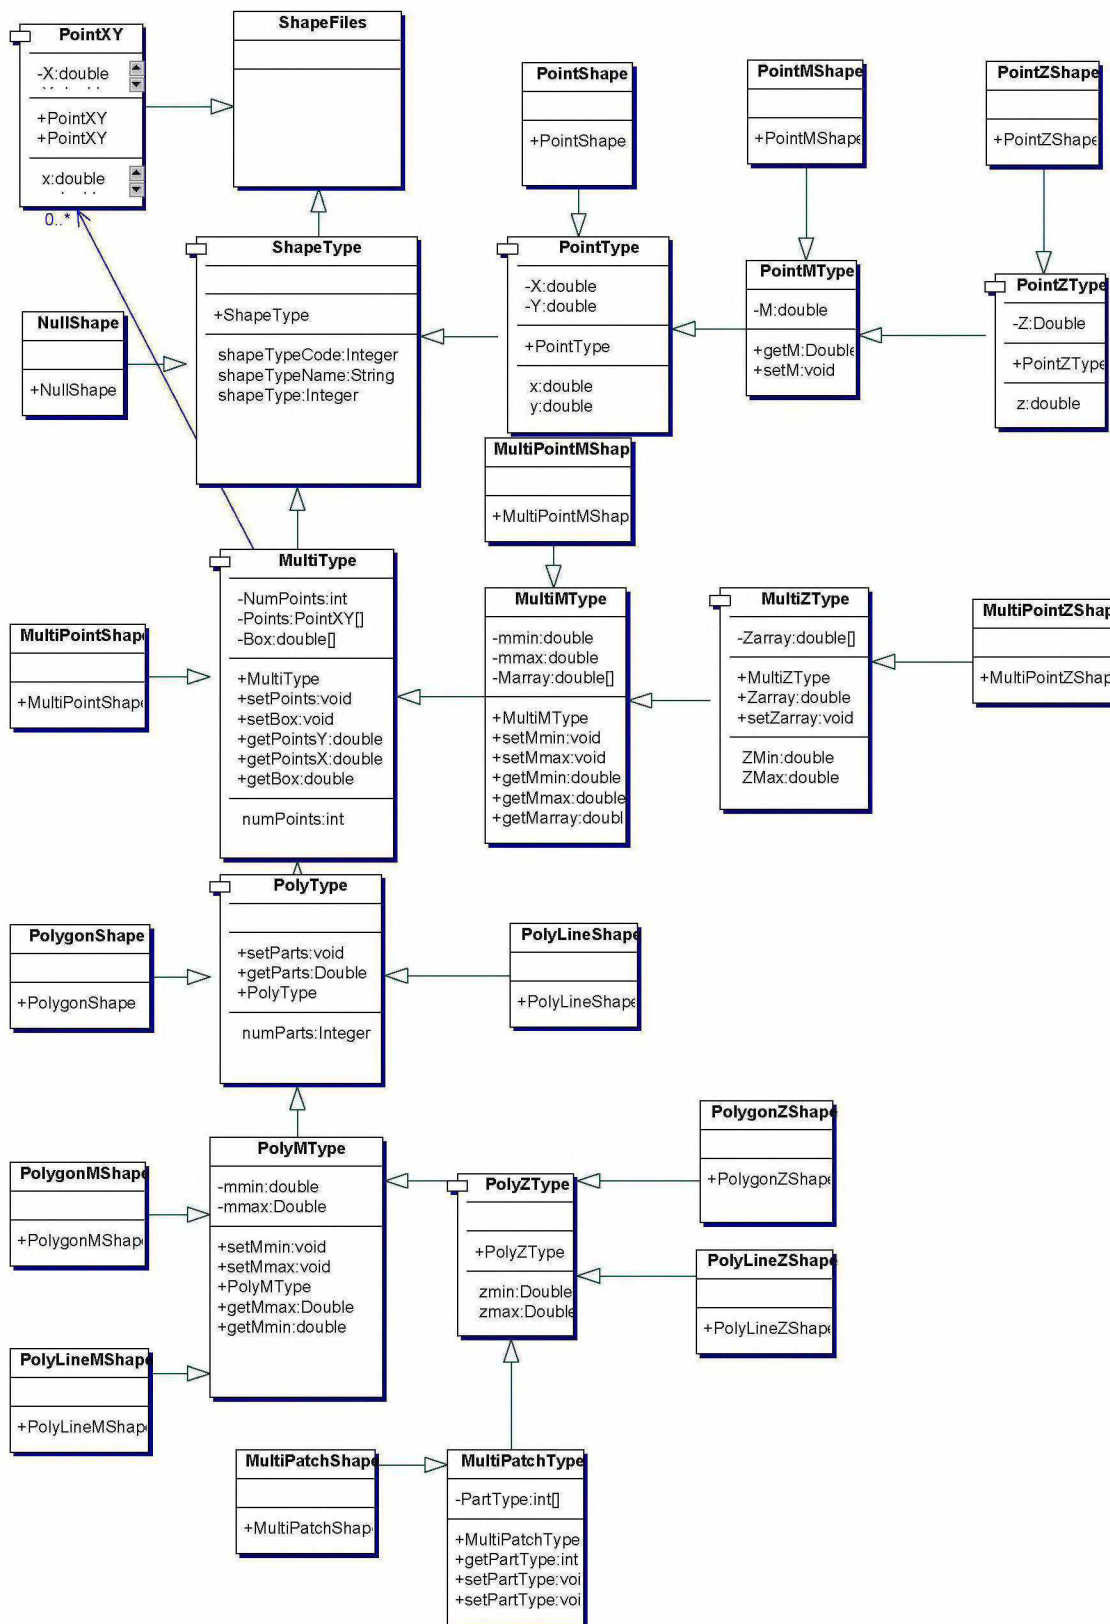 PointXY
-X:double
+PointXY
+PointXY
x:double
0..*
ShapeFiles
PointShape
+PointShape
PointMShape
+PointMShape
PointZShape
+PointZShape
ShapeType
+ShapeType
shapeTypeCode:Integer
shapeTypeName:String
shapeType:Integer
PointType
-X:double
-Y:double
+PointType
x:double
y:double
PointMType
-M:double
+getM:Double
+setM:void
PointZType
-Z:Double
+PointZType
z:double
NullShape
+NullShape
MultiPointMShap
+MultiPointMShap
MultiType
-NumPoints:int
-Points:PointXY[]
-Box:double[]
+MultiType
+setPoints:void
+setBox:void
+getPointsY:double
+getPointsX:double
+getBox:double
numPoints:int
MultiMType
-mmin:double
-mmax:double
-Marray:double[]
+MultiMType
+setMmin:void
+setMmax:void
+getMmin:double
+getMmax:double
+getMarray:doubl
MultiZType
-Zarray:double[]
+MultiZType
+Zarray:double
+setZarray:void
ZMin:double
ZMax:double
MultiPointZShap
+MultiPointZShap
MultiPointShape
+MultiPointShape
PolyType
+setParts:void
+getParts:Double
+PolyType
numParts:Integer
PolygonShape
+PolygonShape
PolyLineShape
+PolyLineShape
PolygonZShape
+PolygonZShape
PolyMType
-mmin:double
-mmax:Double
+setMmin:void
+setMmax:void
+PolyMType
+getMmax:Double
+getMmin:double
PolygonMShape
+PolygonMShape
PolyZType
+PolyZType
zmin:Double
zmax:Double
PolyLineZShape
+PolyLineZShape
PolyLineMShape
+PolyLineMShap
MultiPatchShape
+MultiPatchShap
MultiPatchType
-PartType:int[]
+MultiPatchType
+getPartType:int
+setPartType:voi
+setPartType:voi